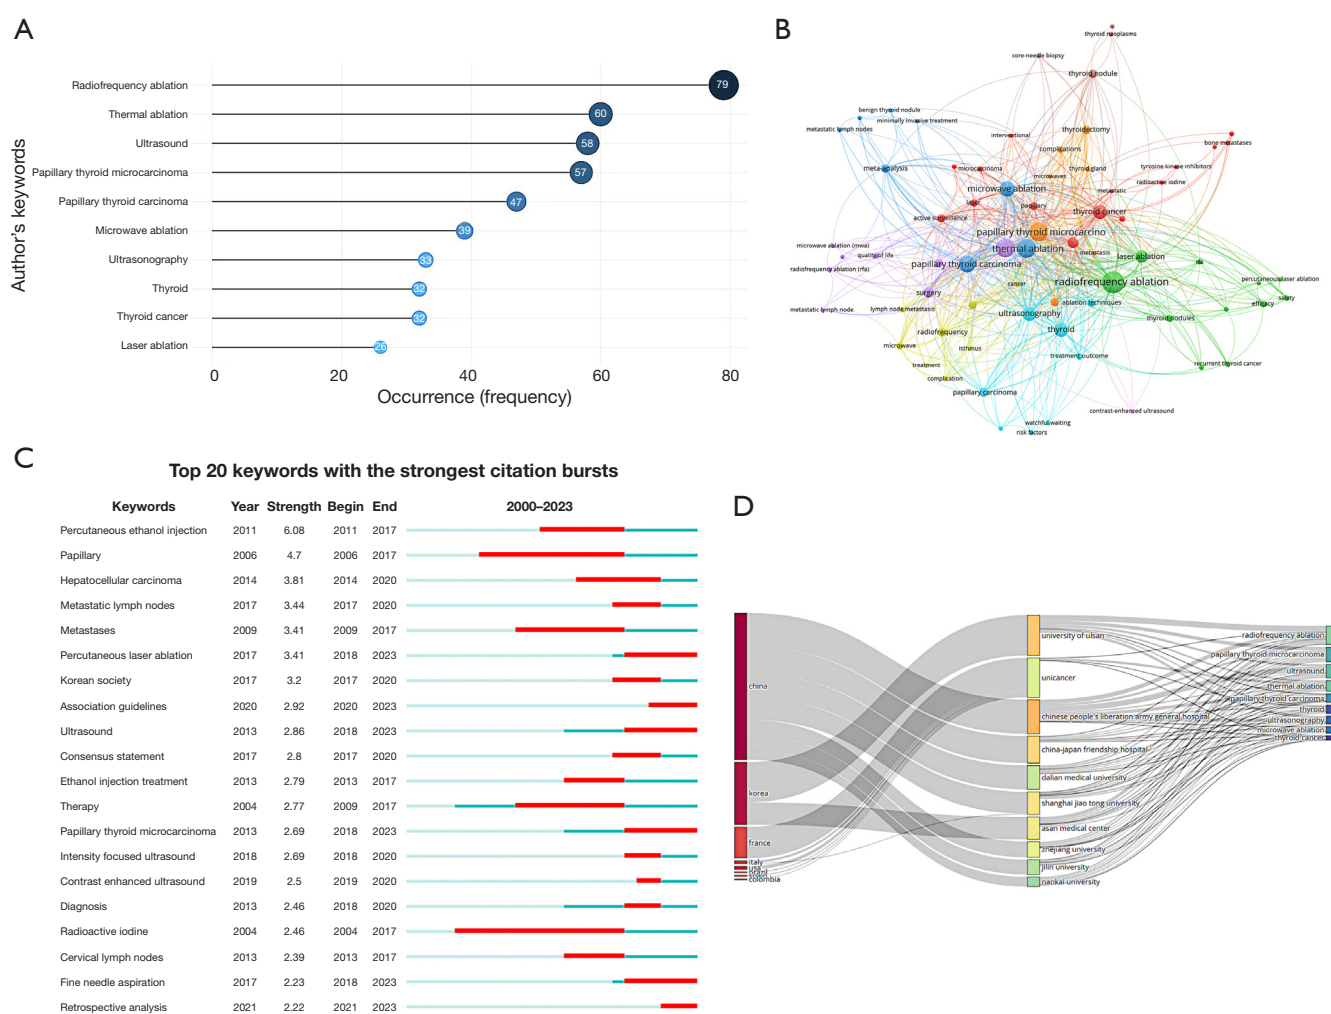 A
Author's keywords
Radiofrequency ablation 79
Thermal ablation 60
Ultrasound 58
Papillary thyroid microcarcinoma 57
Papillary thyroid carcinoma 47
Microwave ablation 39
Ultrasonography 33
Thyroid 32
Thyroid cancer 32
Laser ablation 26
0 20 40 60 80
Occurrence (frequency)
B
thyroid neoplasms
core-needle biopsy
thyroid nodule
benign thyroid nodule
minimally invasive treatment
metastatic lymph nodes
thyroidectomy
interventional
bone metastases
complications
meta-analysis
microcarcinoma
thyroid gland
tyrosine kinase inhibitors
microwaves
radioactive iodine
microwave ablation
metastatic
laser
papillary
thyroid cancer
active surveillance
papillary thyroid microcarcino
microwave ablation (mwa)
thermal ablation
quality of life
metastasis
laser ablation
rfa
radiofrequency ablation (rfa)
papillary thyroid carcinoma
cancer
radiofrequency ablation
percutaneous laser ablation
surgery
safety
metastatic lymph node
lymph node metastasis
ablation techniques
efficacy
ultrasonography
thyroid nodules
radiofrequency
thyroid
microwave
isthmus
treatment outcome
treatment
recurrent thyroid cancer
complication
papillary carcinoma
contrast-enhanced ultrasound
watchful waiting
risk factors
C
Top 20 keywords with the strongest citation bursts
Keywords Year Strength Begin End 2000–2023
Percutaneous ethanol injection 2011 6.08 2011 2017
Papillary 2006 4.7 2006 2017
Hepatocellular carcinoma 2014 3.81 2014 2020
Metastatic lymph nodes 2017 3.44 2017 2020
Metastases 2009 3.41 2009 2017
Percutaneous laser ablation 2017 3.41 2018 2023
Korean society 2017 3.2 2017 2020
Association guidelines 2020 2.92 2020 2023
Ultrasound 2013 2.86 2018 2023
Consensus statement 2017 2.8 2017 2020
Ethanol injection treatment 2013 2.79 2013 2017
Therapy 2004 2.77 2009 2017
Papillary thyroid microcarcinoma 2013 2.69 2018 2023
Intensity focused ultrasound 2018 2.69 2018 2020
Contrast enhanced ultrasound 2019 2.5 2019 2020
Diagnosis 2013 2.46 2018 2020
Radioactive iodine 2004 2.46 2004 2017
Cervical lymph nodes 2013 2.39 2013 2017
Fine needle aspiration 2017 2.23 2018 2023
Retrospective analysis 2021 2.22 2021 2023
D
china
korea
france
italy
usa
brazil
colombia
university of ulsan
unicancer
chinese people's liberation army general hospital
china-japan friendship hospital
dalian medical university
shanghai jiao tong university
asan medical center
zhejiang university
jilin university
nankai university
radiofrequency ablation
papillary thyroid microcarcinoma
ultrasound
thermal ablation
papillary thyroid carcinoma
thyroid
ultrasonography
microwave ablation
thyroid cancer